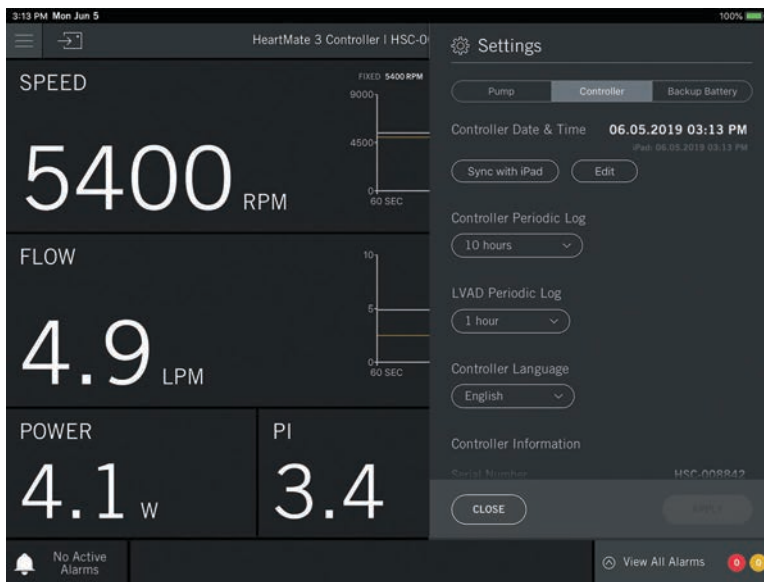 3:13 PM Mon Jun 5
100%
HeartMate 3 Controller | HSC-0
SPEED
FIXED 5400 RPM
9000
4500
0
60 SEC
5400 RPM
FLOW
10
5
0
60 SEC
4.9 LPM
POWER
4.1 W
PI
3.4
No Active
Alarms
Settings
Pump
Controller
Backup Battery
Controller Date & Time 06.05.2019 03:13 PM
iPad: 06.05.2019 03:13 PM
Sync with iPad
Edit
Controller Periodic Log
10 hours
LVAD Periodic Log
1 hour
Controller Language
English
Controller Information
Serial Number HSC-008842
CLOSE
APPLY
View All Alarms 0 0